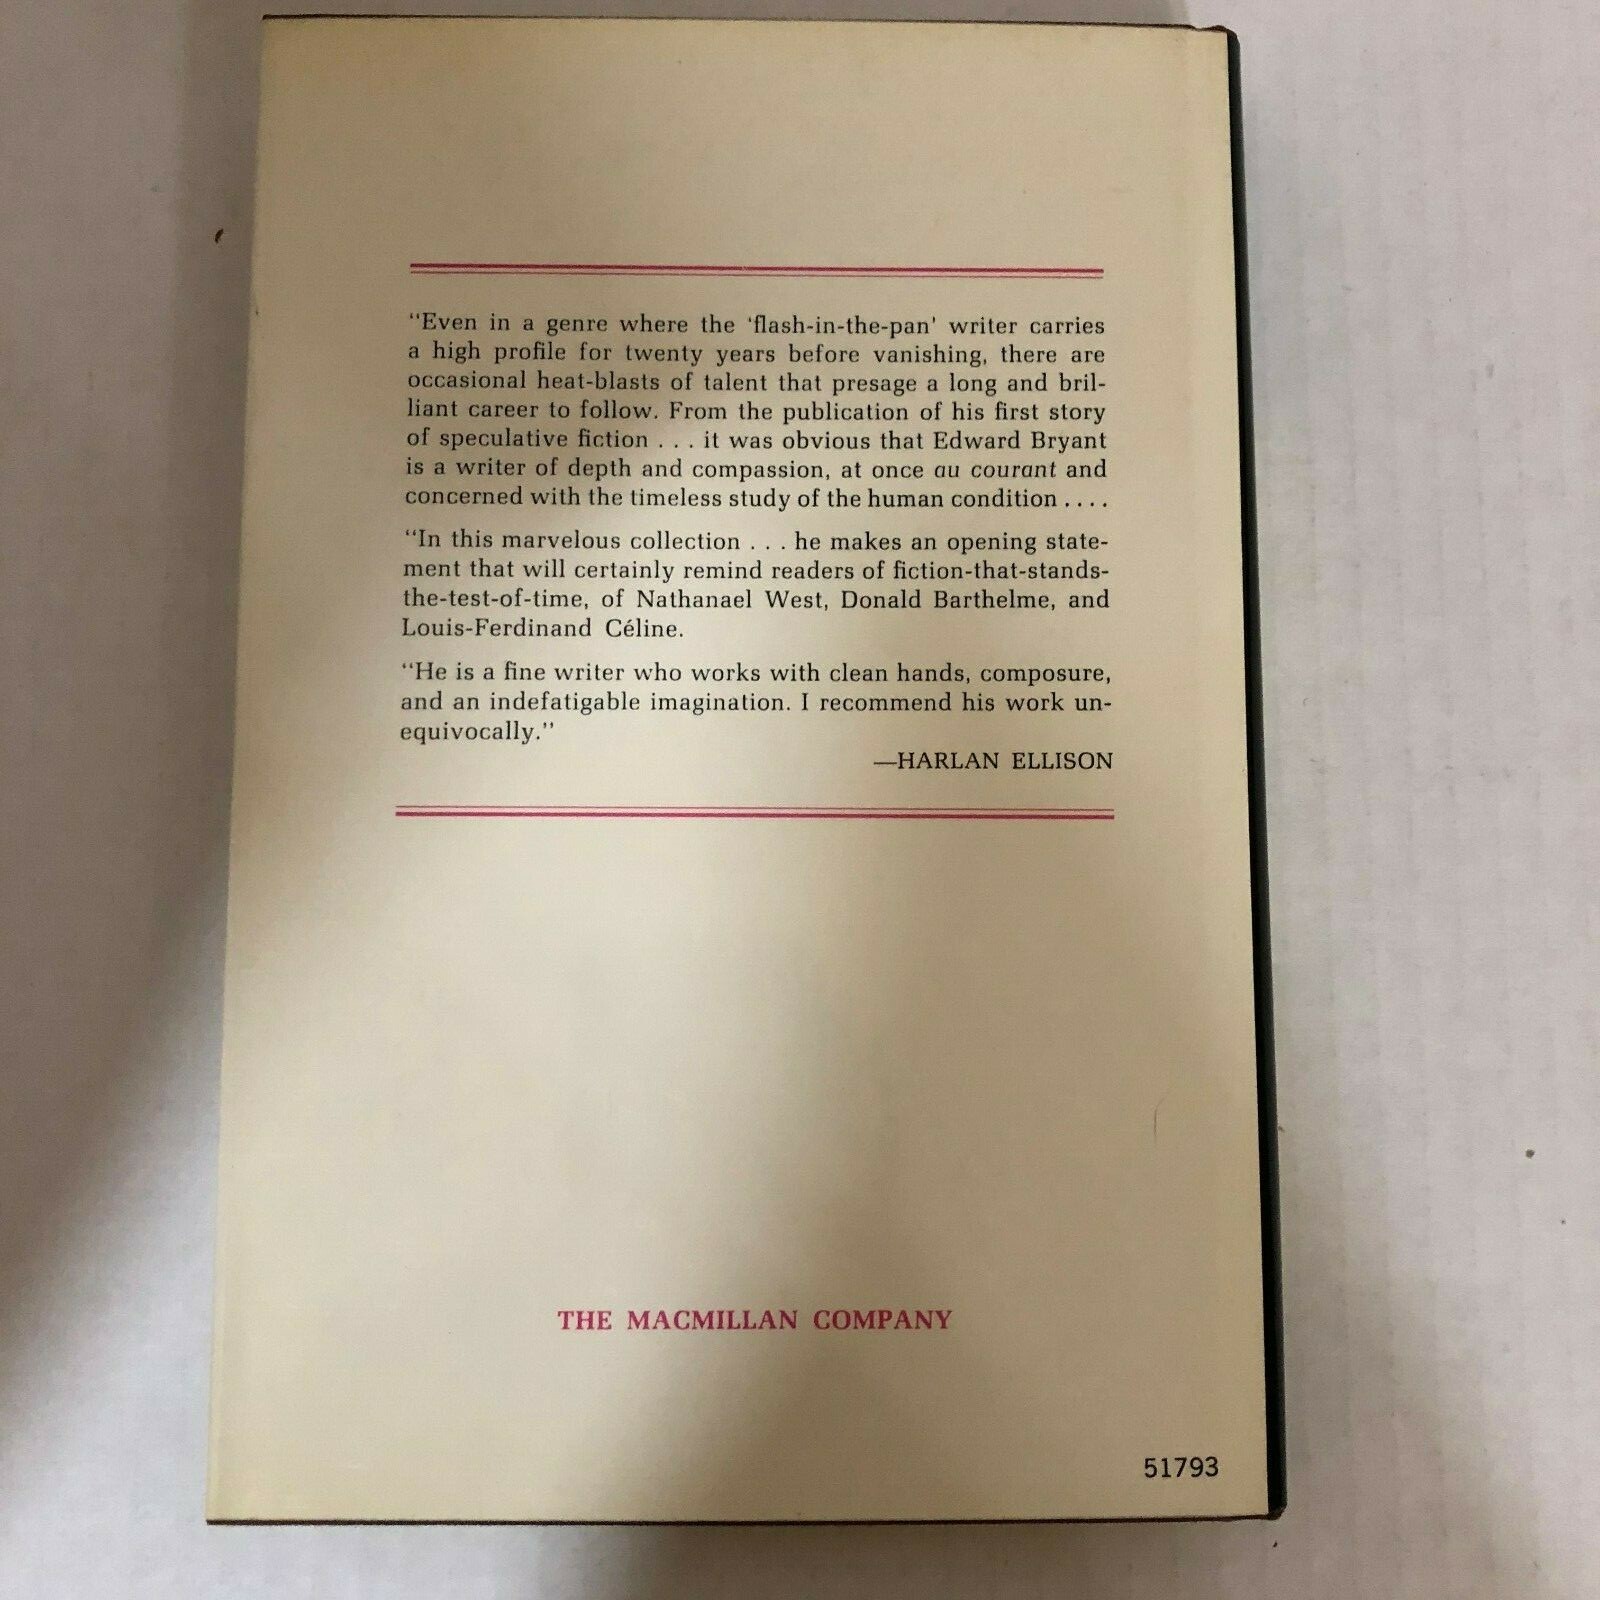 "Even in a genre where the 'flash-in-the-pan' writer carries
a high profile for twenty years before vanishing, there are
occasional heat-blasts of talent that presage a long and bril-
liant career to follow. From the publication of his first story
of speculative fiction . . . it was obvious that Edward Bryant
is a writer of depth and compassion, at once au courant and
concerned with the timeless study of the human condition . . . .
"In this marvelous collection . . . he makes an opening state-
ment that will certainly remind readers of fiction-that-stands-
the-test-of-time, of Nathanael West, Donald Barthelme, and
Louis-Ferdinand Céline.
"He is a fine writer who works with clean hands, composure,
and an indefatigable imagination. I recommend his work un-
equivocally."
—HARLAN ELLISON
THE MACMILLAN COMPANY
51793